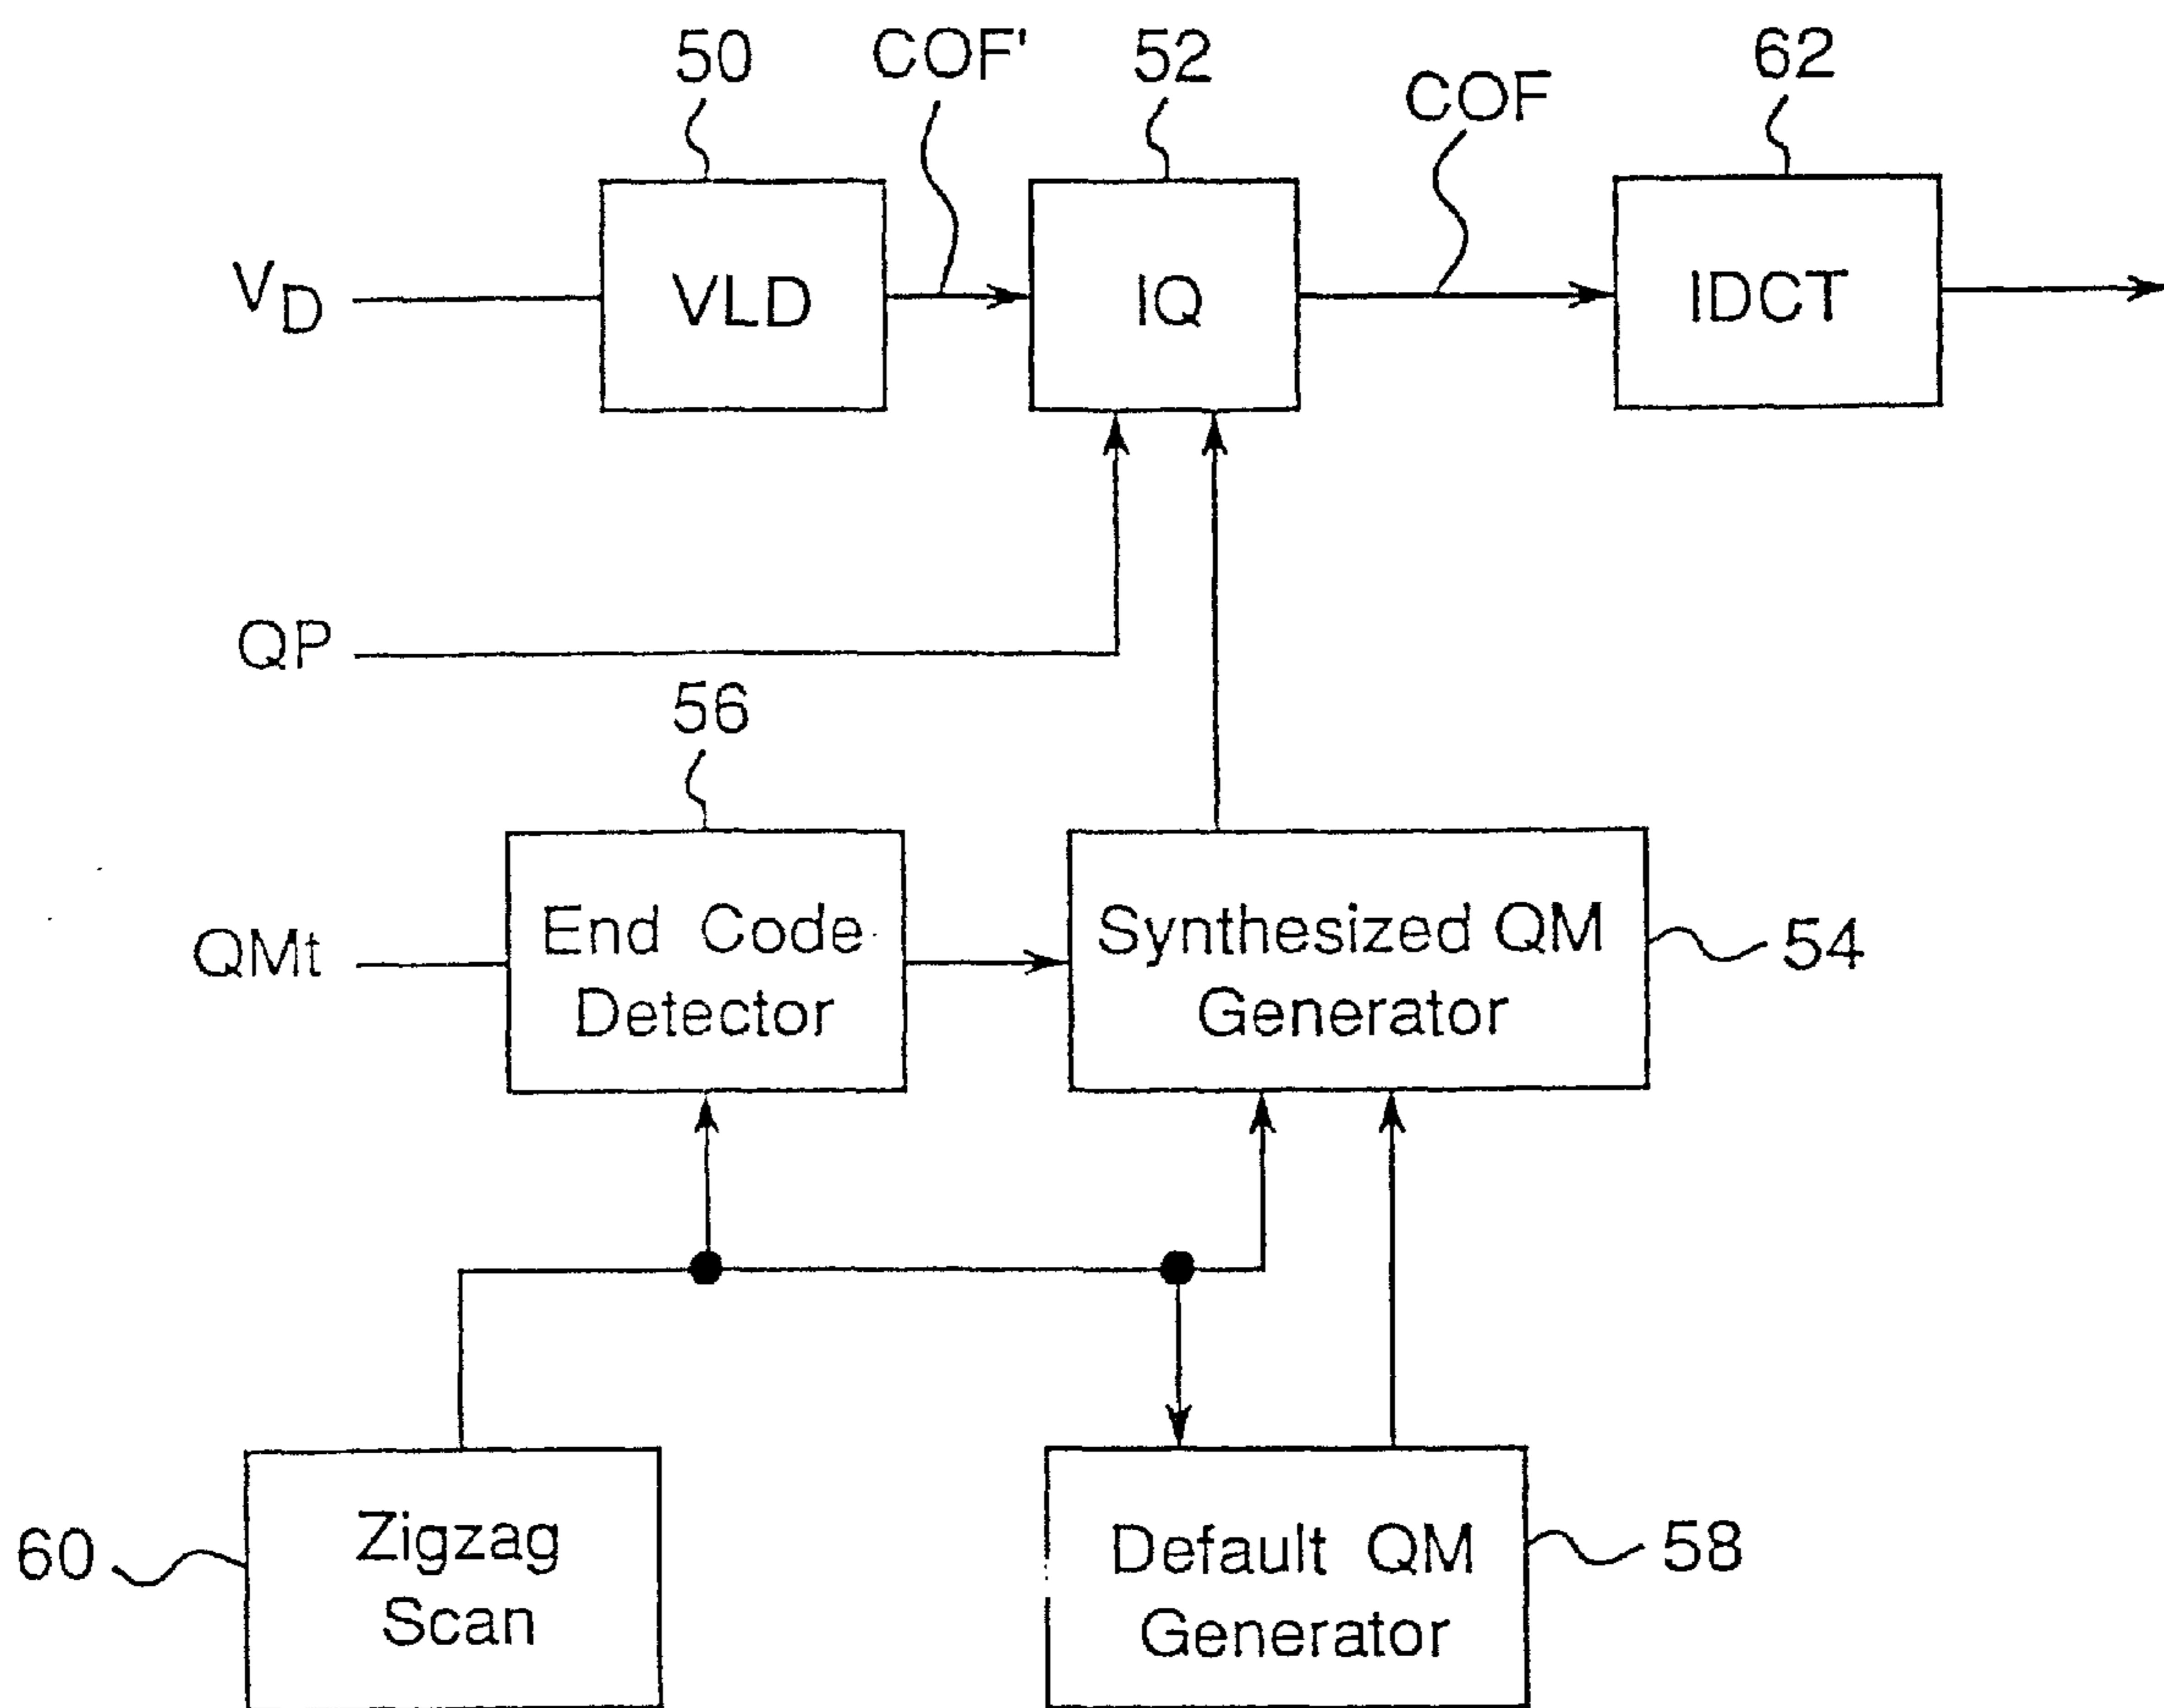 50
COF'
52
COF
62
VD
VLD
IQ
IDCT
QP
56
QMt
End Code
Detector
Synthesized QM
Generator
54
60
Zigzag
Scan
Default QM
Generator
58